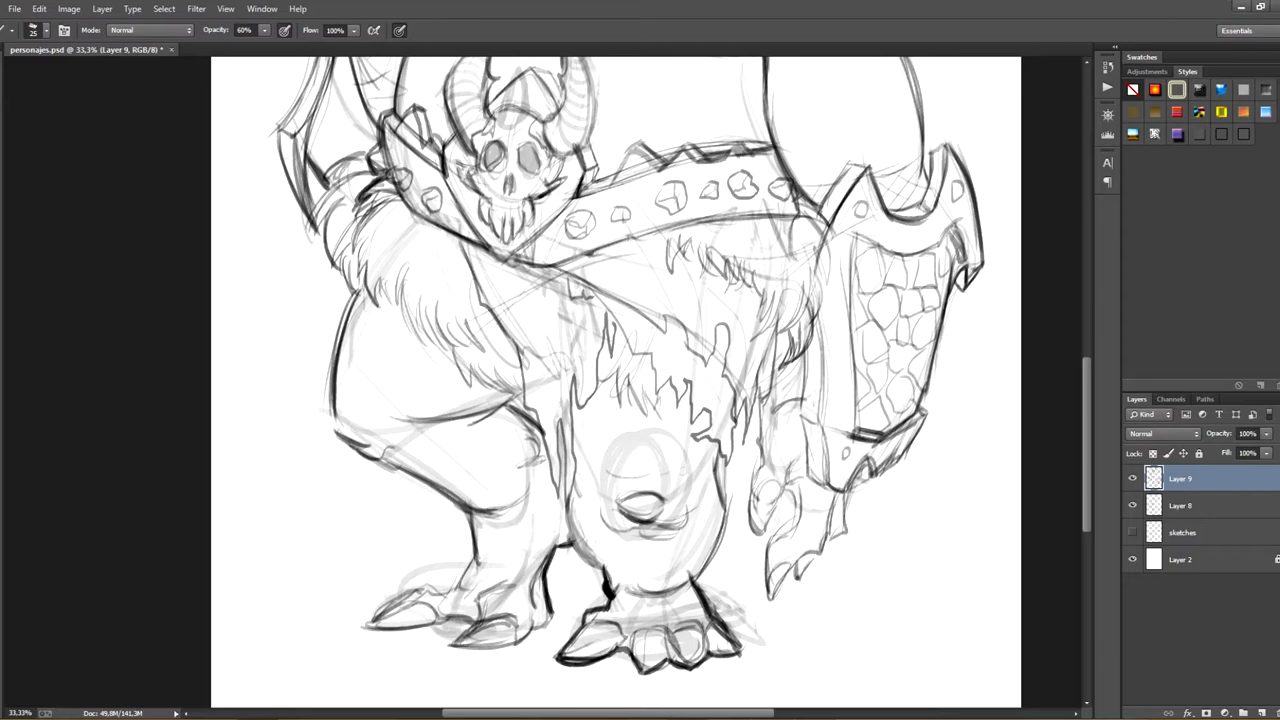 File Edit Image Layer Type Select Filter View Window Help
25 Mode: Normal Opacity: 60% Flow: 100% Essentials
personajes.psd @ 33,3% (Layer 9, RGB/8) * ×
Swatches
Adjustments Styles
Layers Channels Paths
Kind
Normal Opacity: 100%
Lock: Fill: 100%
Layer 9
Layer 8
sketches
Layer 2
33,33% Doc: 49,8M/141,3M